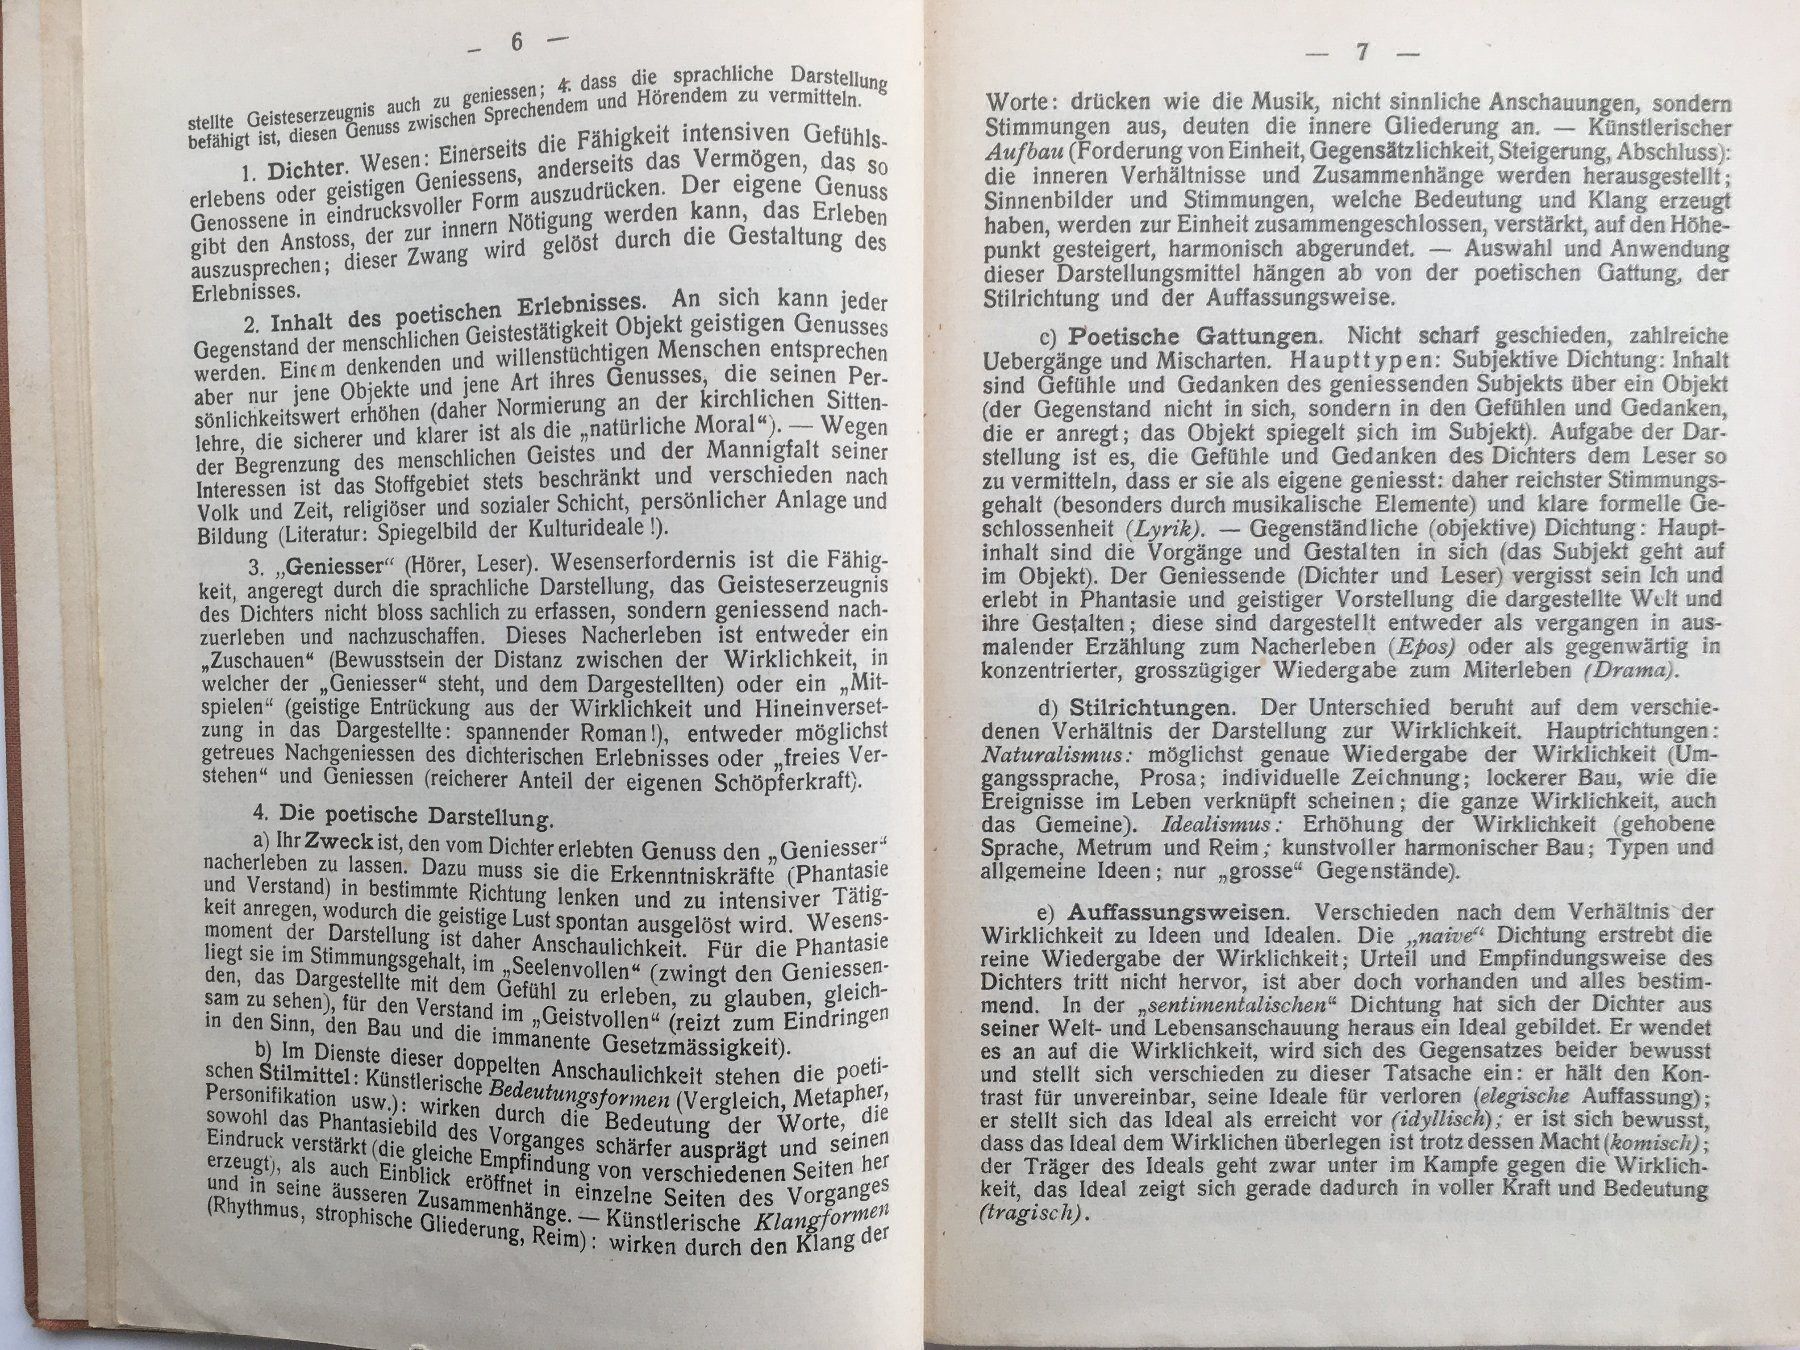 — 6 —
stellte Geisteserzeugnis auch zu geniessen; 4. dass die sprachliche Darstellung
befähigt ist, diesen Genuss zwischen Sprechendem und Hörendem zu vermitteln.
1. Dichter. Wesen: Einerseits die Fähigkeit intensiven Gefühls-
erlebens oder geistigen Geniessens, anderseits das Vermögen, das so
Genossene in eindrucksvoller Form auszudrücken. Der eigene Genuss
gibt den Anstoss, der zur innern Nötigung werden kann, das Erleben
auszusprechen; dieser Zwang wird gelöst durch die Gestaltung des
Erlebnisses.
2. Inhalt des poetischen Erlebnisses. An sich kann jeder
Gegenstand der menschlichen Geistestätigkeit Objekt geistigen Genusses
werden. Einem denkenden und willenstüchtigen Menschen entsprechen
aber nur jene Objekte und jene Art ihres Genusses, die seinen Per-
sönlichkeitswert erhöhen (daher Normierung an der kirchlichen Sitten-
lehre, die sicherer und klarer ist als die „natürliche Moral“). — Wegen
der Begrenzung des menschlichen Geistes und der Mannigfalt seiner
Interessen ist das Stoffgebiet stets beschränkt und verschieden nach
Volk und Zeit, religiöser und sozialer Schicht, persönlicher Anlage und
Bildung (Literatur: Spiegelbild der Kulturideale!).
3. „Geniesser“ (Hörer, Leser). Wesenserfordernis ist die Fähig-
keit, angeregt durch die sprachliche Darstellung, das Geisteserzeugnis
des Dichters nicht bloss sachlich zu erfassen, sondern geniessend nach-
zuerleben und nachzuschaffen. Dieses Nacherleben ist entweder ein
„Zuschauen“ (Bewusstsein der Distanz zwischen der Wirklichkeit, in
welcher der „Geniesser“ steht, und dem Dargestellten) oder ein „Mit-
spielen“ (geistige Entrückung aus der Wirklichkeit und Hineinverset-
zung in das Dargestellte: spannender Roman!), entweder möglichst
getreues Nachgeniessen des dichterischen Erlebnisses oder „freies Ver-
stehen“ und Geniessen (reicherer Anteil der eigenen Schöpferkraft).
4. Die poetische Darstellung.
a) Ihr Zweck ist, den vom Dichter erlebten Genuss den „Geniesser“
nacherleben zu lassen. Dazu muss sie die Erkenntniskräfte (Phantasie
und Verstand) in bestimmte Richtung lenken und zu intensiver Tätig-
keit anregen, wodurch die geistige Lust spontan ausgelöst wird. Wesens-
moment der Darstellung ist daher Anschaulichkeit. Für die Phantasie
liegt sie im Stimmungsgehalt, im „Seelenvollen“ (zwingt den Geniessen-
den, das Dargestellte mit dem Gefühl zu erleben, zu glauben, gleich-
sam zu sehen), für den Verstand im „Geistvollen“ (reizt zum Eindringen
in den Sinn, den Bau und die immanente Gesetzmässigkeit).
b) Im Dienste dieser doppelten Anschaulichkeit stehen die poeti-
schen Stilmittel: Künstlerische Bedeutungsformen (Vergleich, Metapher,
Personifikation usw.): wirken durch die Bedeutung der Worte, die
sowohl das Phantasiebild des Vorganges schärfer ausprägt und seinen
Eindruck verstärkt (die gleiche Empfindung von verschiedenen Seiten her
erzeugt), als auch Einblick eröffnet in einzelne Seiten des Vorganges
und in seine äusseren Zusammenhänge. — Künstlerische Klangformen
(Rhythmus, strophische Gliederung, Reim): wirken durch den Klang der
— 7 —
Worte: drücken wie die Musik, nicht sinnliche Anschauungen, sondern
Stimmungen aus, deuten die innere Gliederung an. — Künstlerischer
Aufbau (Forderung von Einheit, Gegensätzlichkeit, Steigerung, Abschluss):
die inneren Verhältnisse und Zusammenhänge werden herausgestellt;
Sinnenbilder und Stimmungen, welche Bedeutung und Klang erzeugt
haben, werden zur Einheit zusammengeschlossen, verstärkt, auf den Höhe-
punkt gesteigert, harmonisch abgerundet. — Auswahl und Anwendung
dieser Darstellungsmittel hängen ab von der poetischen Gattung, der
Stilrichtung und der Auffassungsweise.
c) Poetische Gattungen. Nicht scharf geschieden, zahlreiche
Uebergänge und Mischarten. Haupttypen: Subjektive Dichtung: Inhalt
sind Gefühle und Gedanken des geniessenden Subjekts über ein Objekt
(der Gegenstand nicht in sich, sondern in den Gefühlen und Gedanken,
die er anregt; das Objekt spiegelt sich im Subjekt). Aufgabe der Dar-
stellung ist es, die Gefühle und Gedanken des Dichters dem Leser so
zu vermitteln, dass er sie als eigene geniesst: daher reichster Stimmungs-
gehalt (besonders durch musikalische Elemente) und klare formelle Ge-
schlossenheit (Lyrik). — Gegenständliche (objektive) Dichtung: Haupt-
inhalt sind die Vorgänge und Gestalten in sich (das Subjekt geht auf
im Objekt). Der Geniessende (Dichter und Leser) vergisst sein Ich und
erlebt in Phantasie und geistiger Vorstellung die dargestellte Welt und
ihre Gestalten; diese sind dargestellt entweder als vergangen in aus-
malender Erzählung zum Nacherleben (Epos) oder als gegenwärtig in
konzentrierter, grosszügiger Wiedergabe zum Miterleben (Drama).
d) Stilrichtungen. Der Unterschied beruht auf dem verschie-
denen Verhältnis der Darstellung zur Wirklichkeit. Hauptrichtungen:
Naturalismus: möglichst genaue Wiedergabe der Wirklichkeit (Um-
gangssprache, Prosa; individuelle Zeichnung; lockerer Bau, wie die
Ereignisse im Leben verknüpft scheinen; die ganze Wirklichkeit, auch
das Gemeine). Idealismus: Erhöhung der Wirklichkeit (gehobene
Sprache, Metrum und Reim; kunstvoller harmonischer Bau; Typen und
allgemeine Ideen; nur „grosse“ Gegenstände).
e) Auffassungsweisen. Verschieden nach dem Verhältnis der
Wirklichkeit zu Ideen und Idealen. Die „naive“ Dichtung erstrebt die
reine Wiedergabe der Wirklichkeit; Urteil und Empfindungsweise des
Dichters tritt nicht hervor, ist aber doch vorhanden und alles bestim-
mend. In der „sentimentalischen“ Dichtung hat sich der Dichter aus
seiner Welt- und Lebensanschauung heraus ein Ideal gebildet. Er wendet
es an auf die Wirklichkeit, wird sich des Gegensatzes beider bewusst
und stellt sich verschieden zu dieser Tatsache ein: er hält den Kon-
trast für unvereinbar, seine Ideale für verloren (elegische Auffassung);
er stellt sich das Ideal als erreicht vor (idyllisch); er ist sich bewusst,
dass das Ideal dem Wirklichen überlegen ist trotz dessen Macht (komisch);
der Träger des Ideals geht zwar unter im Kampfe gegen die Wirklich-
keit, das Ideal zeigt sich gerade dadurch in voller Kraft und Bedeutung
(tragisch).